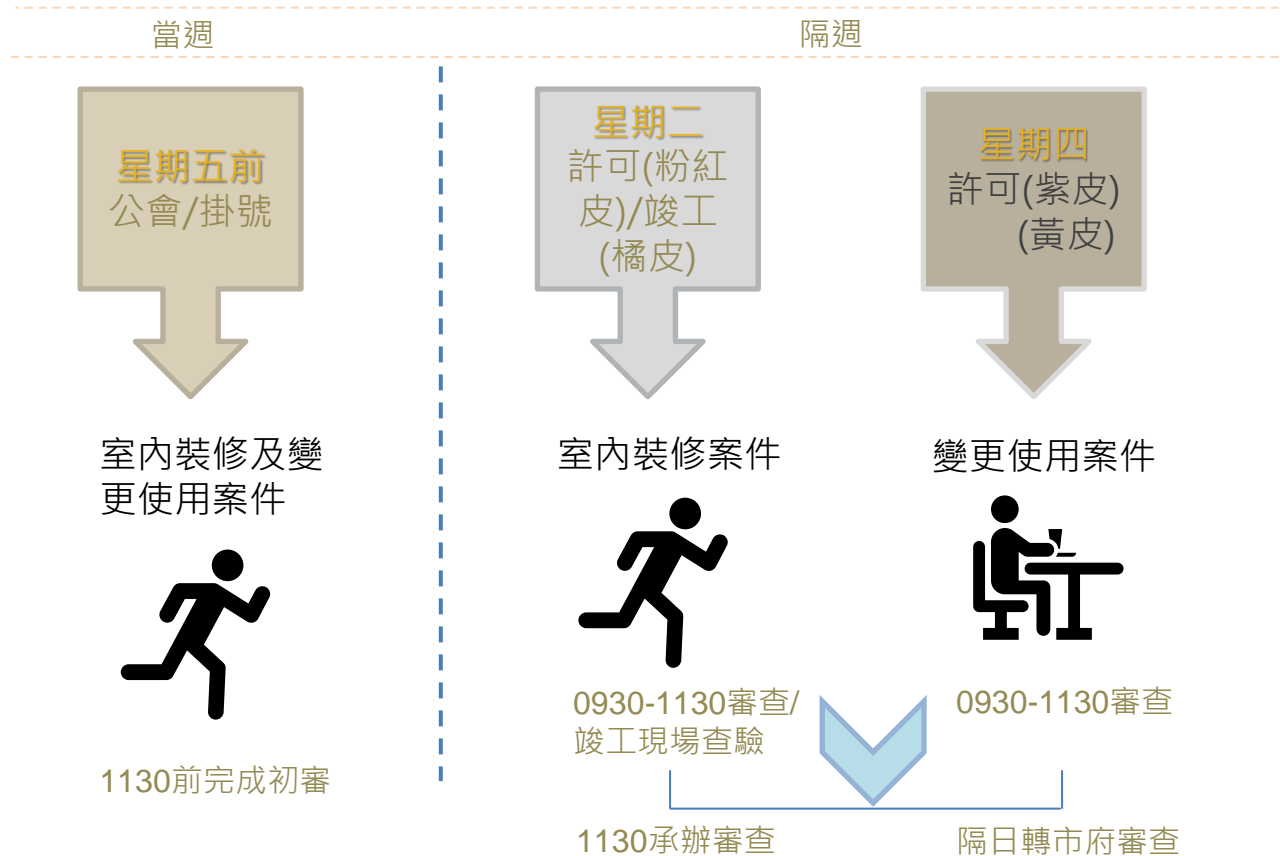 當週
隔週
星期五前
公會/掛號
星期二
許可(粉紅
皮)/竣工
(橘皮)
星期四
許可(紫皮)
(黃皮)
室內裝修及變
更使用案件
室內裝修案件
變更使用案件
1130前完成初審
0930-1130審查/
竣工現場查驗
0930-1130審查
1130承辦審查
隔日轉市府審查